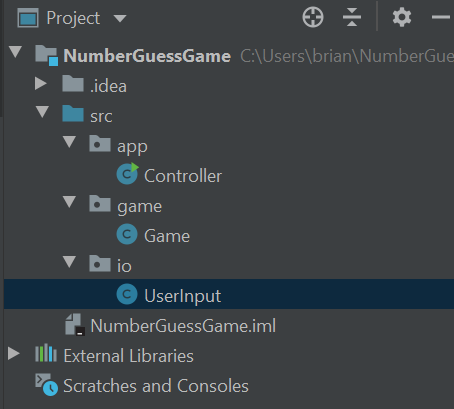 Project
NumberGuessGame C:\Users\brian\NumberGue
.idea
src
app
Controller
game
Game
io
UserInput
NumberGuessGame.iml
External Libraries
Scratches and Consoles